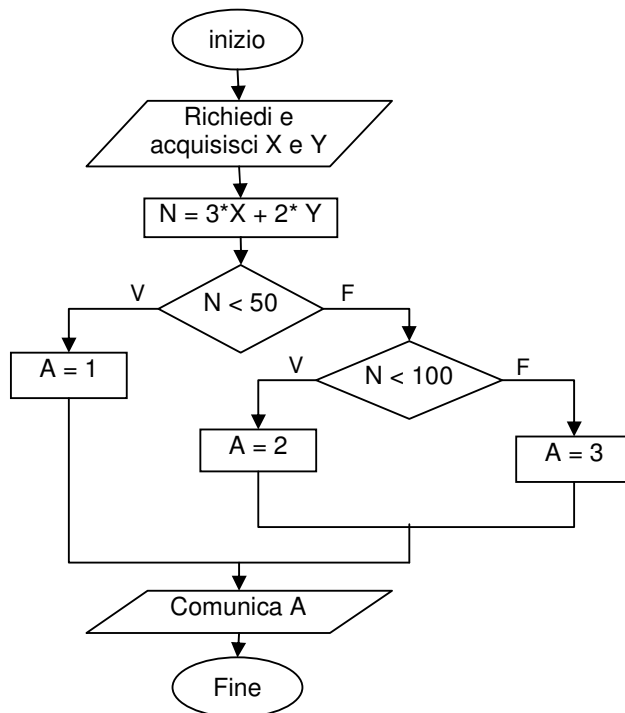 inizio
Richiedi e
acquisisci X e Y
N = 3*X + 2* Y
N < 50
V
F
A = 1
N < 100
V
F
A = 2
A = 3
Comunica A
Fine